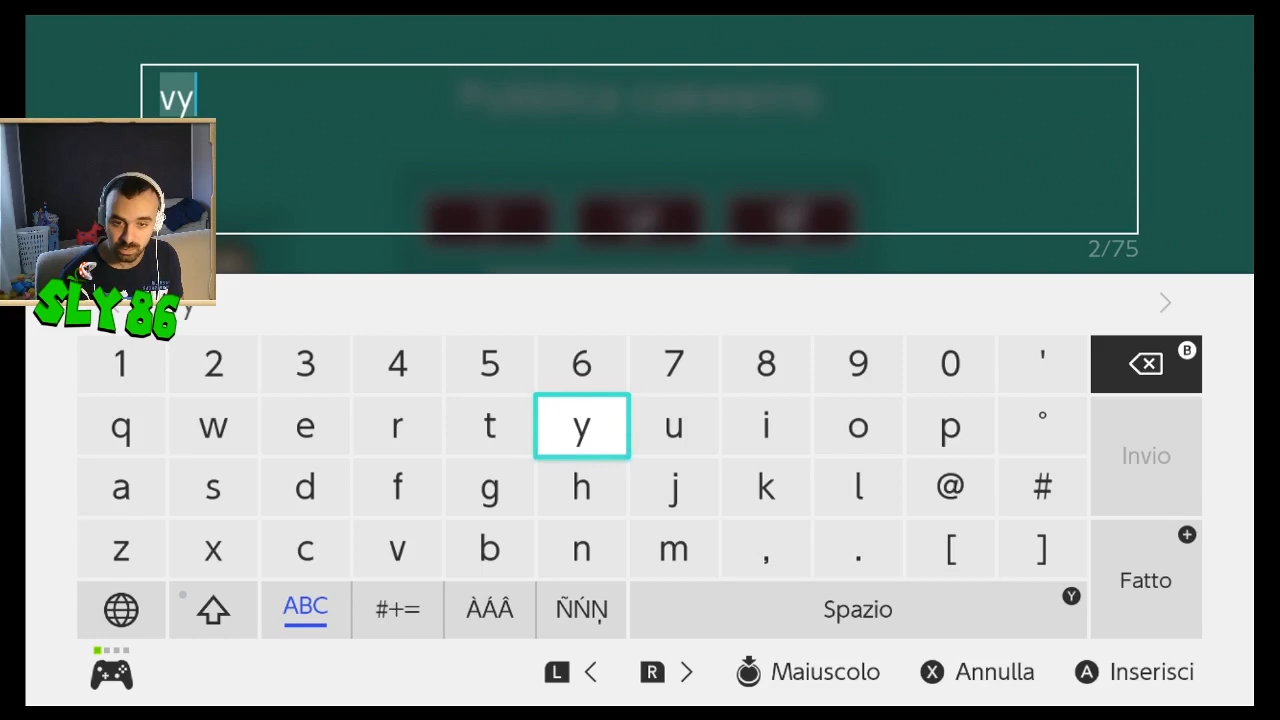 vy
2/75
SLY 86
y
1 2 3 4 5 6 7 8 9 0 ' B
q w e r t y u i o p °
Invio
a s d f g h j k l @ #
z x c v b n m , . [ ] +
Fatto
ABC #+= ÀÁÂ ÑŃŅ Spazio Y
L < R > Maiuscolo X Annulla A Inserisci